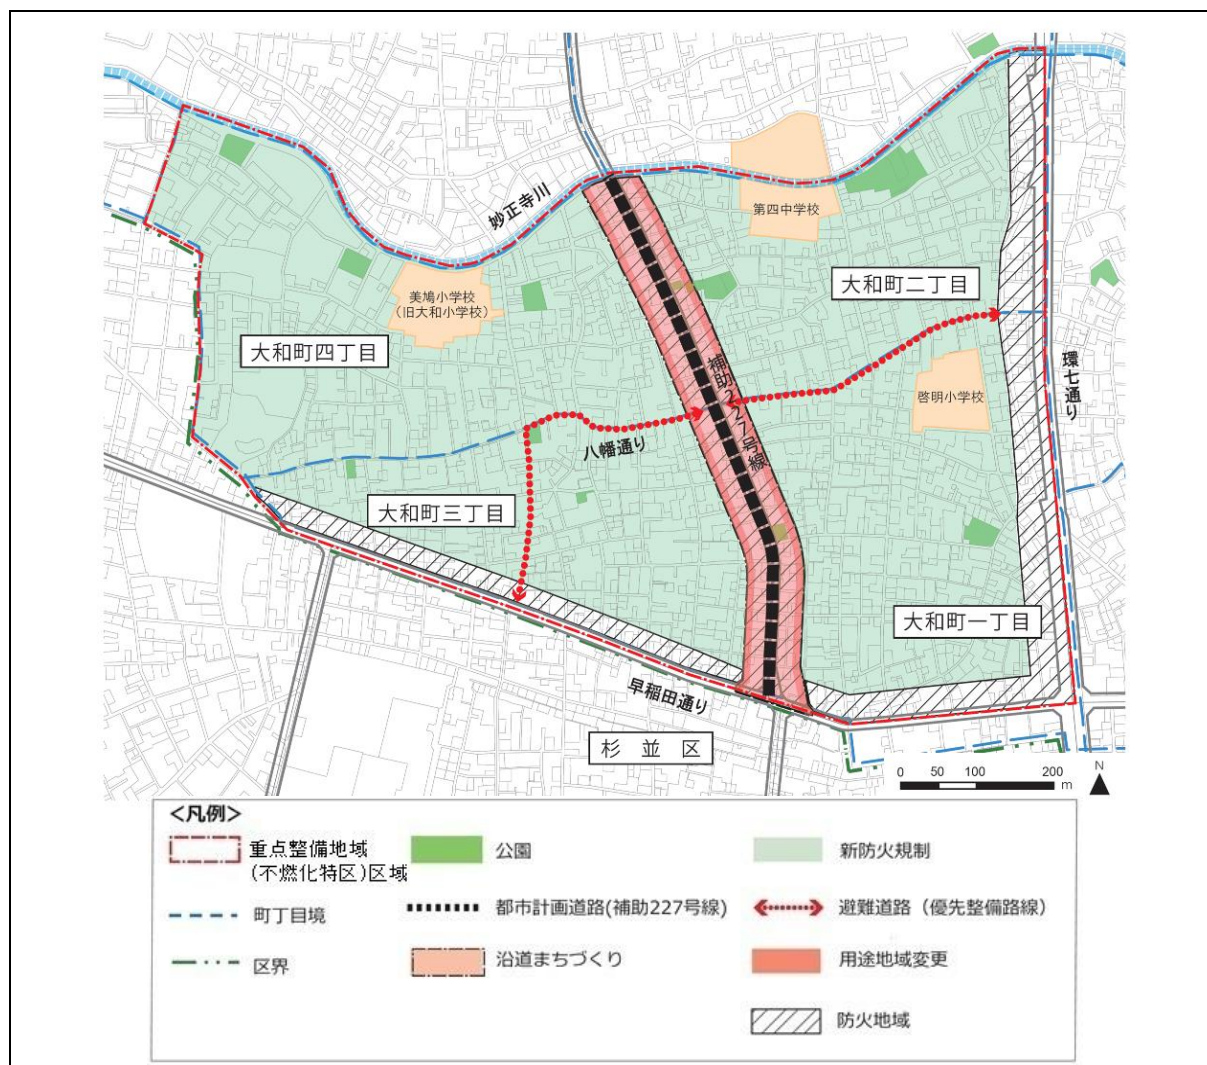 妙正寺川
第四中学校
大和町二丁目
美鳩小学校
(旧大和小学校)
大和町四丁目
環七通り
補助227号線
啓明小学校
八幡通り
大和町三丁目
大和町一丁目
早稲田通り
杉並区
0 50 100 200
m
N
<凡例>
重点整備地域
(不燃化特区)区域
公園
新防火規制
町丁目境
都市計画道路(補助227号線)
避難道路（優先整備路線）
区界
沿道まちづくり
用途地域変更
防火地域